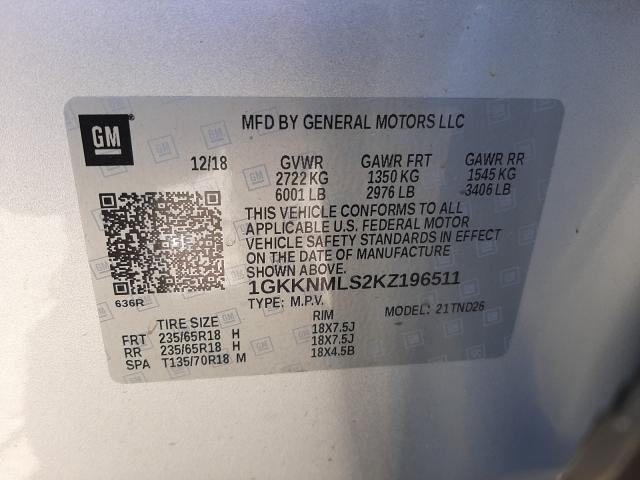 GM
MFD BY GENERAL MOTORS LLC
12/18 GVWR GAWR FRT GAWR RR
2722 KG 1350 KG 1545 KG
6001 LB 2976 LB 3406 LB
THIS VEHICLE CONFORMS TO ALL
APPLICABLE U.S. FEDERAL MOTOR
VEHICLE SAFETY STANDARDS IN EFFECT
ON THE DATE OF MANUFACTURE
SHOWN ABOVE.
636R
1GKKNMLS2KZ196511
TYPE: M.P.V. MODEL: 21TND26
TIRE SIZE RIM
FRT 235/65R18 H 18X7.5J
RR 235/65R18 H 18X7.5J
SPA T135/70R18 M 18X4.5B